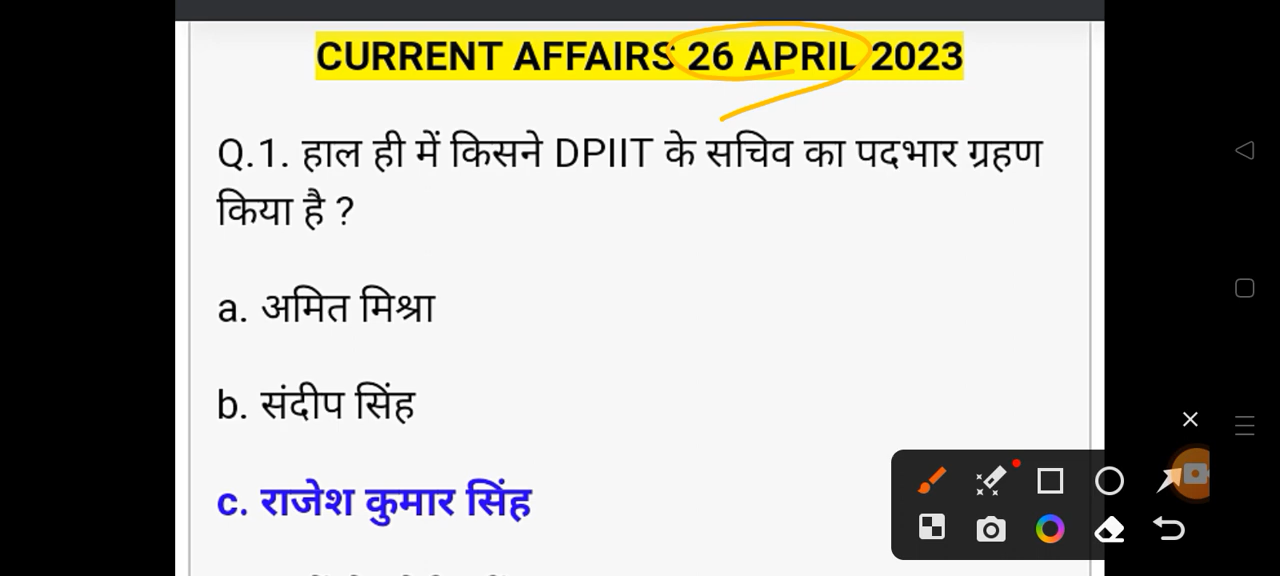 CURRENT AFFAIRS 26 APRIL 2023
Q.1. हाल ही में किसने DPIIT के सचिव का पदभार ग्रहण
किया है ?
a. अमित मिश्रा
b. संदीप सिंह
c. राजेश कुमार सिंह